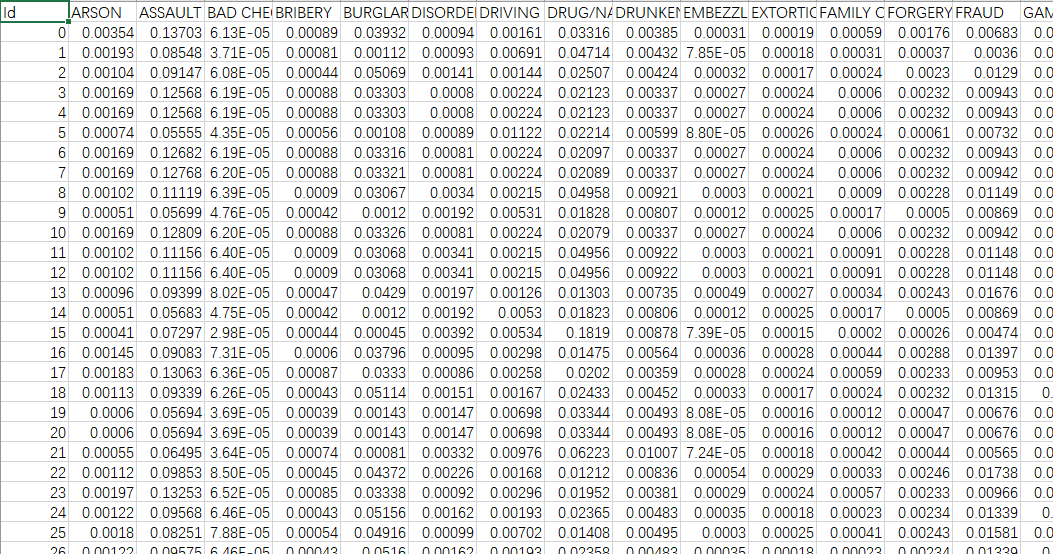 Id ARSON ASSAULT BAD CHE BRIBERY BURGLAR DISORDE DRIVING DRUG/NA DRUNKEN EMBEZZL EXTORTIO FAMILY O FORGERY FRAUD GAM
0 0.00354 0.13703 6.13E-05 0.00089 0.03932 0.00094 0.00161 0.03316 0.00385 0.00031 0.00019 0.00059 0.00176 0.00683 0.0
1 0.00193 0.08548 3.71E-05 0.00081 0.00112 0.00093 0.00691 0.04714 0.00432 7.85E-05 0.00018 0.00031 0.00037 0.0036 0.0
2 0.00104 0.09147 6.08E-05 0.00044 0.05069 0.00141 0.00144 0.02507 0.00424 0.00032 0.00017 0.00024 0.0023 0.0129 0.0
3 0.00169 0.12568 6.19E-05 0.00088 0.03303 0.0008 0.00224 0.02123 0.00337 0.00027 0.00024 0.0006 0.00232 0.00943 0.0
4 0.00169 0.12568 6.19E-05 0.00088 0.03303 0.0008 0.00224 0.02123 0.00337 0.00027 0.00024 0.0006 0.00232 0.00943 0.0
5 0.00074 0.05555 4.35E-05 0.00056 0.00108 0.00089 0.01122 0.02214 0.00599 8.80E-05 0.00026 0.00024 0.00061 0.00732 0.0
6 0.00169 0.12682 6.19E-05 0.00088 0.03316 0.00081 0.00224 0.02097 0.00337 0.00027 0.00024 0.0006 0.00232 0.00943 0.0
7 0.00169 0.12768 6.20E-05 0.00088 0.03321 0.00081 0.00224 0.02089 0.00337 0.00027 0.00024 0.0006 0.00232 0.00942 0.0
8 0.00102 0.11119 6.39E-05 0.0009 0.03067 0.0034 0.00215 0.04958 0.00921 0.0003 0.00021 0.0009 0.00228 0.01149 0.0
9 0.00051 0.05699 4.76E-05 0.00042 0.0012 0.00192 0.00531 0.01828 0.00807 0.00012 0.00025 0.00017 0.0005 0.00869 0.0
10 0.00169 0.12809 6.20E-05 0.00088 0.03326 0.00081 0.00224 0.02079 0.00337 0.00027 0.00024 0.0006 0.00232 0.00942 0.0
11 0.00102 0.11156 6.40E-05 0.0009 0.03068 0.00341 0.00215 0.04956 0.00922 0.0003 0.00021 0.00091 0.00228 0.01148 0.0
12 0.00102 0.11156 6.40E-05 0.0009 0.03068 0.00341 0.00215 0.04956 0.00922 0.0003 0.00021 0.00091 0.00228 0.01148 0.0
13 0.00096 0.09399 8.02E-05 0.00047 0.0429 0.00197 0.00126 0.01303 0.00735 0.00049 0.00027 0.00034 0.00243 0.01676 0.0
14 0.00051 0.05683 4.75E-05 0.00042 0.0012 0.00192 0.0053 0.01823 0.00806 0.00012 0.00025 0.00017 0.0005 0.00869 0.0
15 0.00041 0.07297 2.98E-05 0.00044 0.00045 0.00392 0.00534 0.1819 0.00878 7.39E-05 0.00015 0.0002 0.00026 0.00474 0.0
16 0.00145 0.09083 7.31E-05 0.0006 0.03796 0.00095 0.00298 0.01475 0.00564 0.00036 0.00028 0.00044 0.00288 0.01397 0.0
17 0.00183 0.13063 6.36E-05 0.00087 0.0333 0.00086 0.00258 0.0202 0.00359 0.00028 0.00024 0.00059 0.00233 0.00953 0.0
18 0.00113 0.09339 6.26E-05 0.00043 0.05114 0.00151 0.00167 0.02433 0.00452 0.00033 0.00017 0.00024 0.00232 0.01315 0.
19 0.0006 0.05694 3.69E-05 0.00039 0.00143 0.00147 0.00698 0.03344 0.00493 8.08E-05 0.00016 0.00012 0.00047 0.00676 0.0
20 0.0006 0.05694 3.69E-05 0.00039 0.00143 0.00147 0.00698 0.03344 0.00493 8.08E-05 0.00016 0.00012 0.00047 0.00676 0.0
21 0.00055 0.06495 3.64E-05 0.00074 0.00081 0.00332 0.00976 0.06223 0.01007 7.24E-05 0.00018 0.00042 0.00044 0.00565 0.0
22 0.00112 0.09853 8.50E-05 0.00045 0.04372 0.00226 0.00168 0.01212 0.00836 0.00054 0.00029 0.00033 0.00246 0.01738 0.0
23 0.00197 0.13253 6.52E-05 0.00085 0.03338 0.00092 0.00296 0.01952 0.00381 0.00029 0.00024 0.00057 0.00233 0.00966 0.0
24 0.00122 0.09568 6.46E-05 0.00043 0.05156 0.00162 0.00193 0.02365 0.00483 0.00035 0.00018 0.00023 0.00234 0.01339 0.
25 0.0018 0.08251 7.88E-05 0.00054 0.04916 0.00099 0.00702 0.01408 0.00495 0.0003 0.00025 0.00041 0.00243 0.01581 0.0
26 0.00122 0.09575 6.46E-05 0.00043 0.0516 0.00162 0.00193 0.02358 0.00483 0.00035 0.00018 0.00023 0.00234 0.01339 0.0